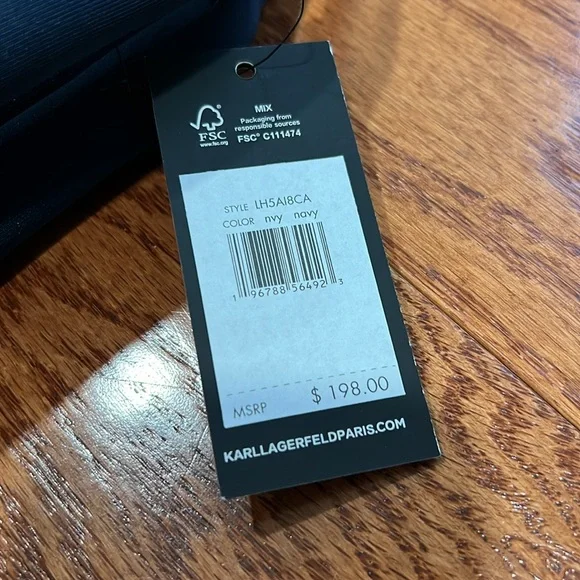 FSC
www.fsc.org
MIX
Packaging from
responsible sources
FSC® C111474
STYLE LH5AI8CA
COLOR nvy navy
1 96788 56492 3
MSRP $ 198.00
KARLLAGERFELDPARIS.COM